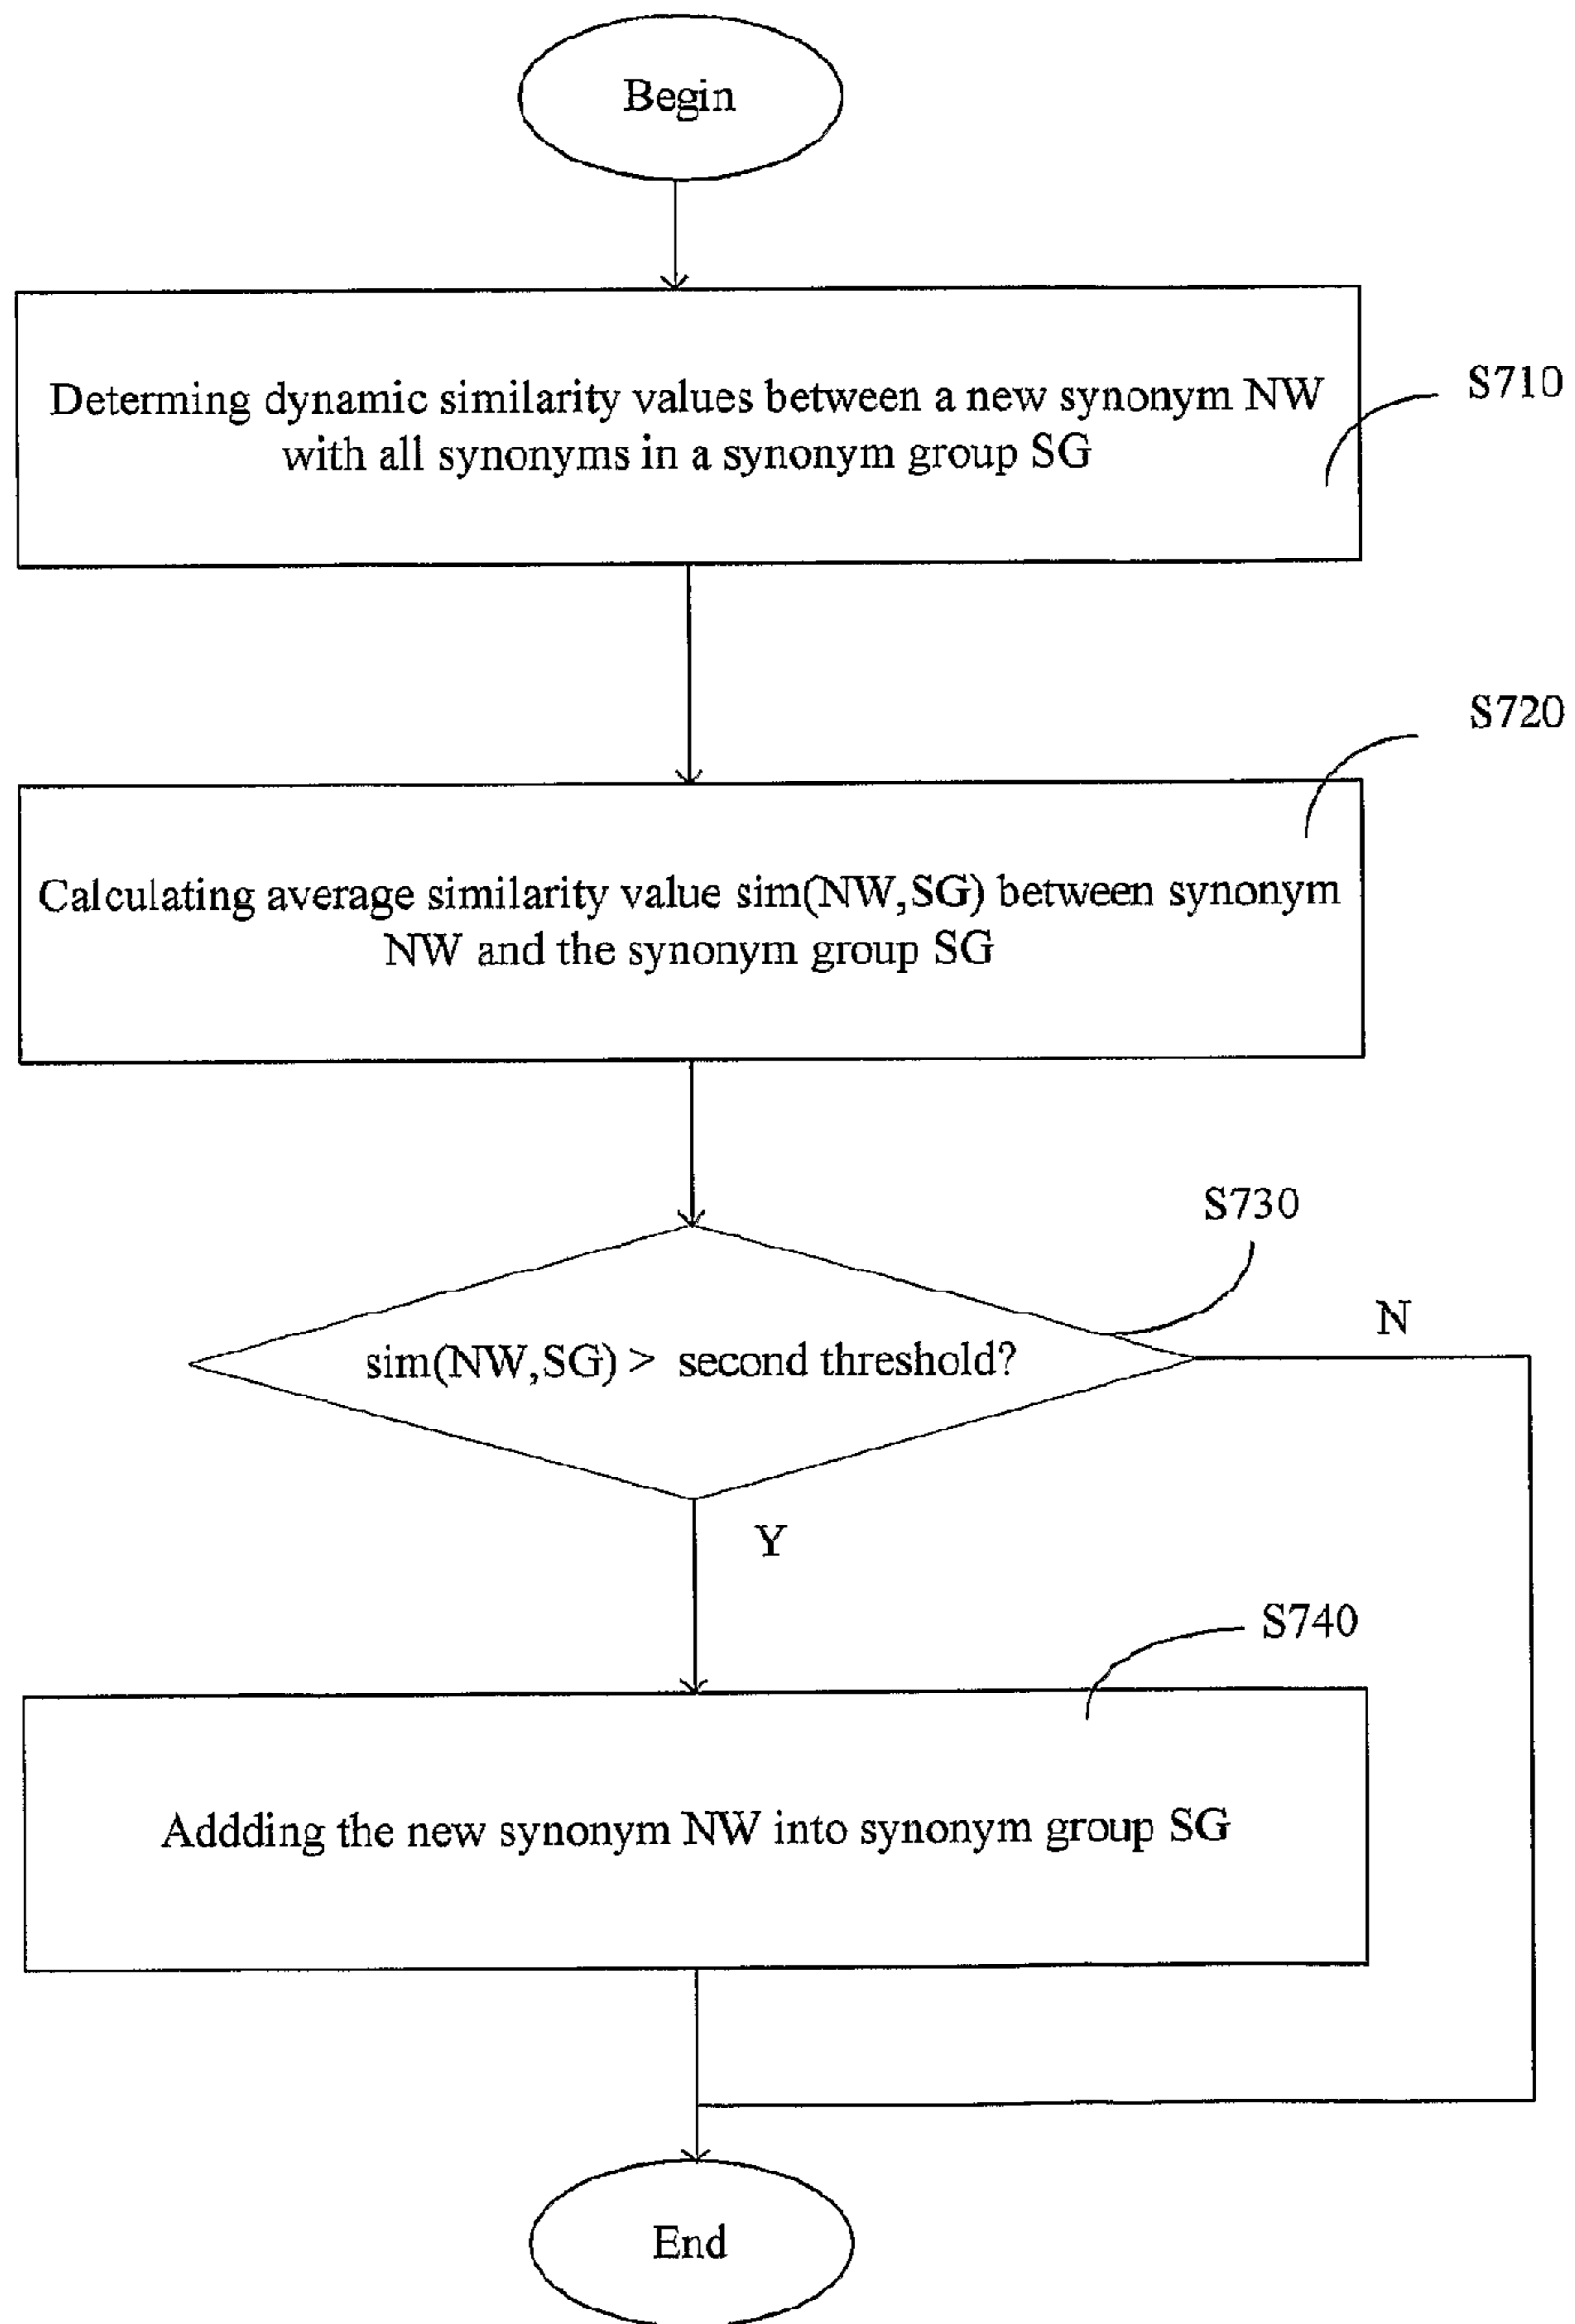 Begin
Determing dynamic similarity values between a new synonym NW
with all synonyms in a synonym group SG
S710
S720
Calculating average similarity value sim(NW,SG) between synonym
NW and the synonym group SG
S730
N
sim(NW,SG) > second threshold?
Y
S740
Addding the new synonym NW into synonym group SG
End